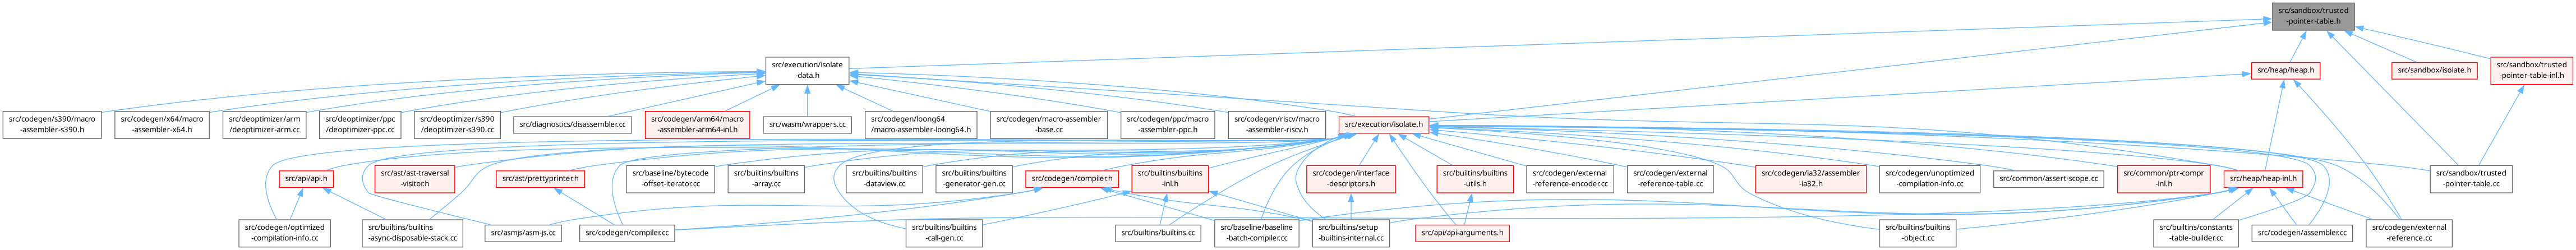 src/sandbox/trusted
-pointer-table.h
src/execution/isolate
-data.h
src/heap/heap.h
src/sandbox/isolate.h
src/sandbox/trusted
-pointer-table-inl.h
src/codegen/s390/macro
-assembler-s390.h
src/codegen/x64/macro
-assembler-x64.h
src/deoptimizer/arm
/deoptimizer-arm.cc
src/deoptimizer/ppc
/deoptimizer-ppc.cc
src/deoptimizer/s390
/deoptimizer-s390.cc
src/diagnostics/disassembler.cc
src/codegen/arm64/macro
-assembler-arm64-inl.h
src/wasm/wrappers.cc
src/codegen/loong64
/macro-assembler-loong64.h
src/codegen/macro-assembler
-base.cc
src/codegen/ppc/macro
-assembler-ppc.h
src/codegen/riscv/macro
-assembler-riscv.h
src/execution/isolate.h
src/api/api.h
src/ast/ast-traversal
-visitor.h
src/ast/prettyprinter.h
src/baseline/bytecode
-offset-iterator.cc
src/builtins/builtins
-array.cc
src/builtins/builtins
-dataview.cc
src/builtins/builtins
-generator-gen.cc
src/codegen/compiler.h
src/builtins/builtins
-inl.h
src/codegen/interface
-descriptors.h
src/builtins/builtins
-utils.h
src/codegen/external
-reference-encoder.cc
src/codegen/external
-reference-table.cc
src/codegen/ia32/assembler
-ia32.h
src/codegen/unoptimized
-compilation-info.cc
src/common/assert-scope.cc
src/common/ptr-compr
-inl.h
src/heap/heap-inl.h
src/sandbox/trusted
-pointer-table.cc
src/codegen/optimized
-compilation-info.cc
src/builtins/builtins
-async-disposable-stack.cc
src/asmjs/asm-js.cc
src/codegen/compiler.cc
src/builtins/builtins
-call-gen.cc
src/builtins/builtins.cc
src/baseline/baseline
-batch-compiler.cc
src/builtins/setup
-builtins-internal.cc
src/api/api-arguments.h
src/builtins/builtins
-object.cc
src/builtins/constants
-table-builder.cc
src/codegen/assembler.cc
src/codegen/external
-reference.cc